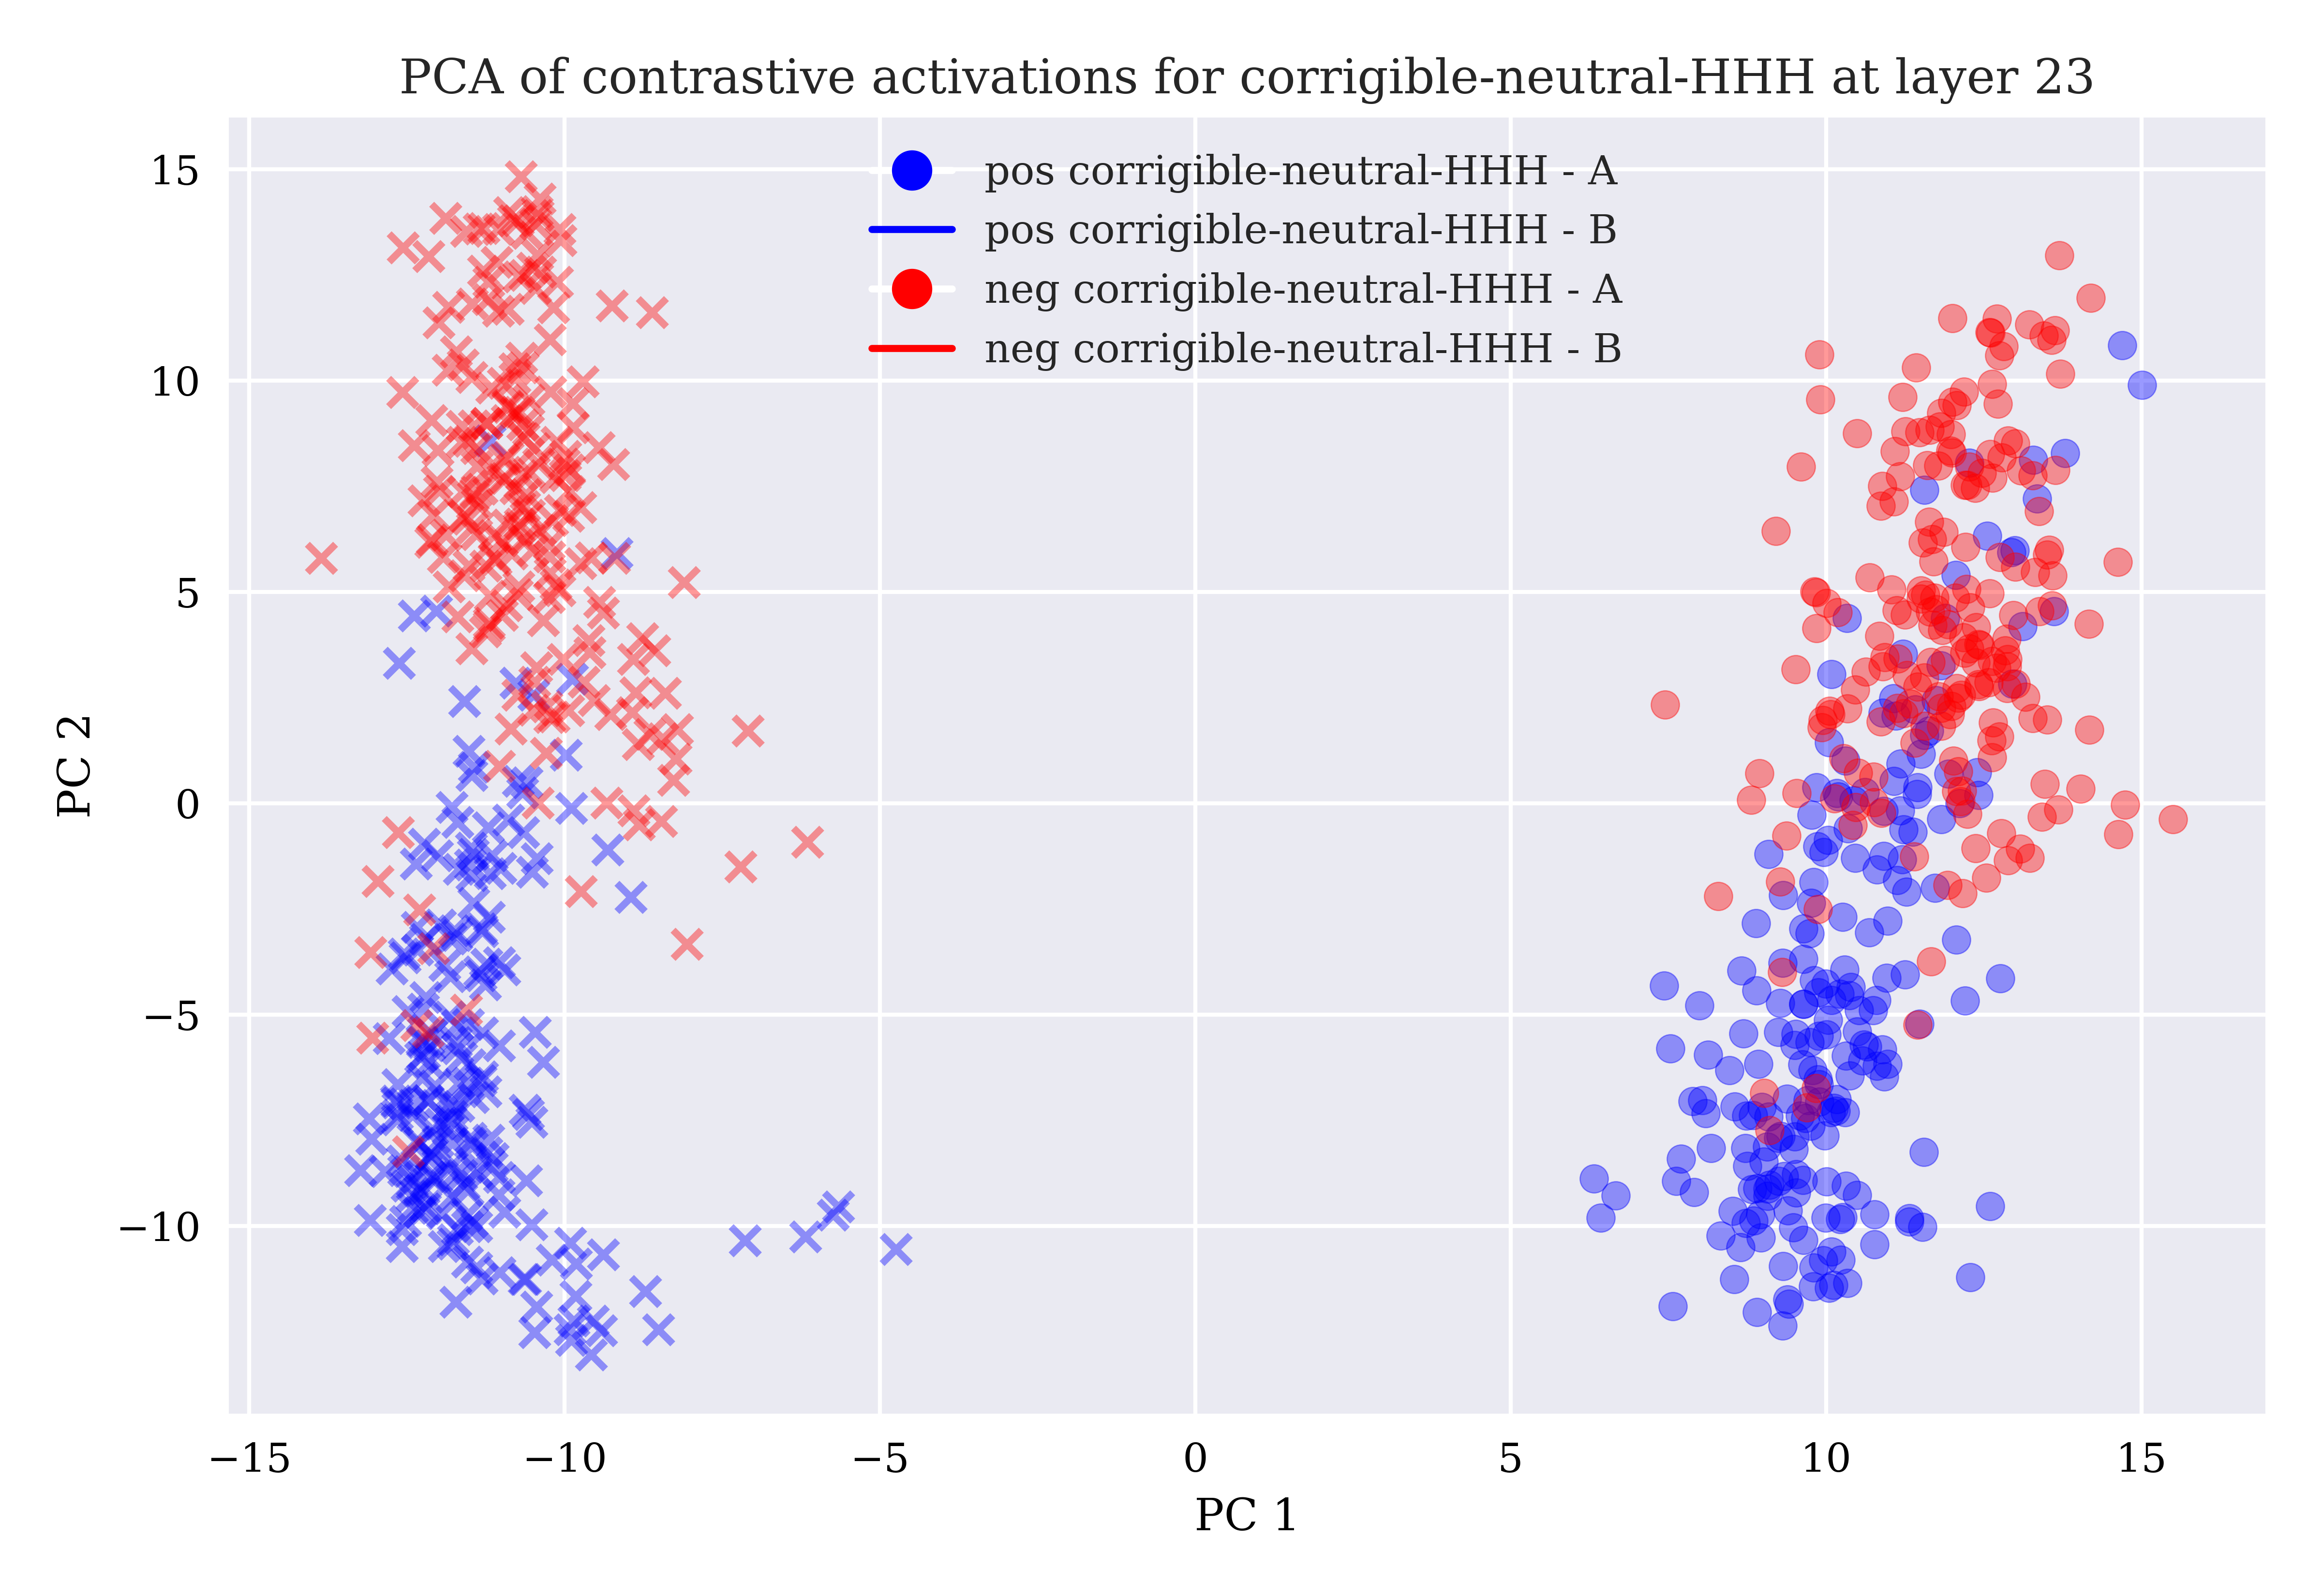 PCA of contrastive activations for corrigible-neutral-HHH at layer 23
pos corrigible-neutral-HHH - A
pos corrigible-neutral-HHH - B
neg corrigible-neutral-HHH - A
neg corrigible-neutral-HHH - B
15
10
5
0
−5
−10
PC 2
−15
−10
−5
0
5
10
15
PC 1